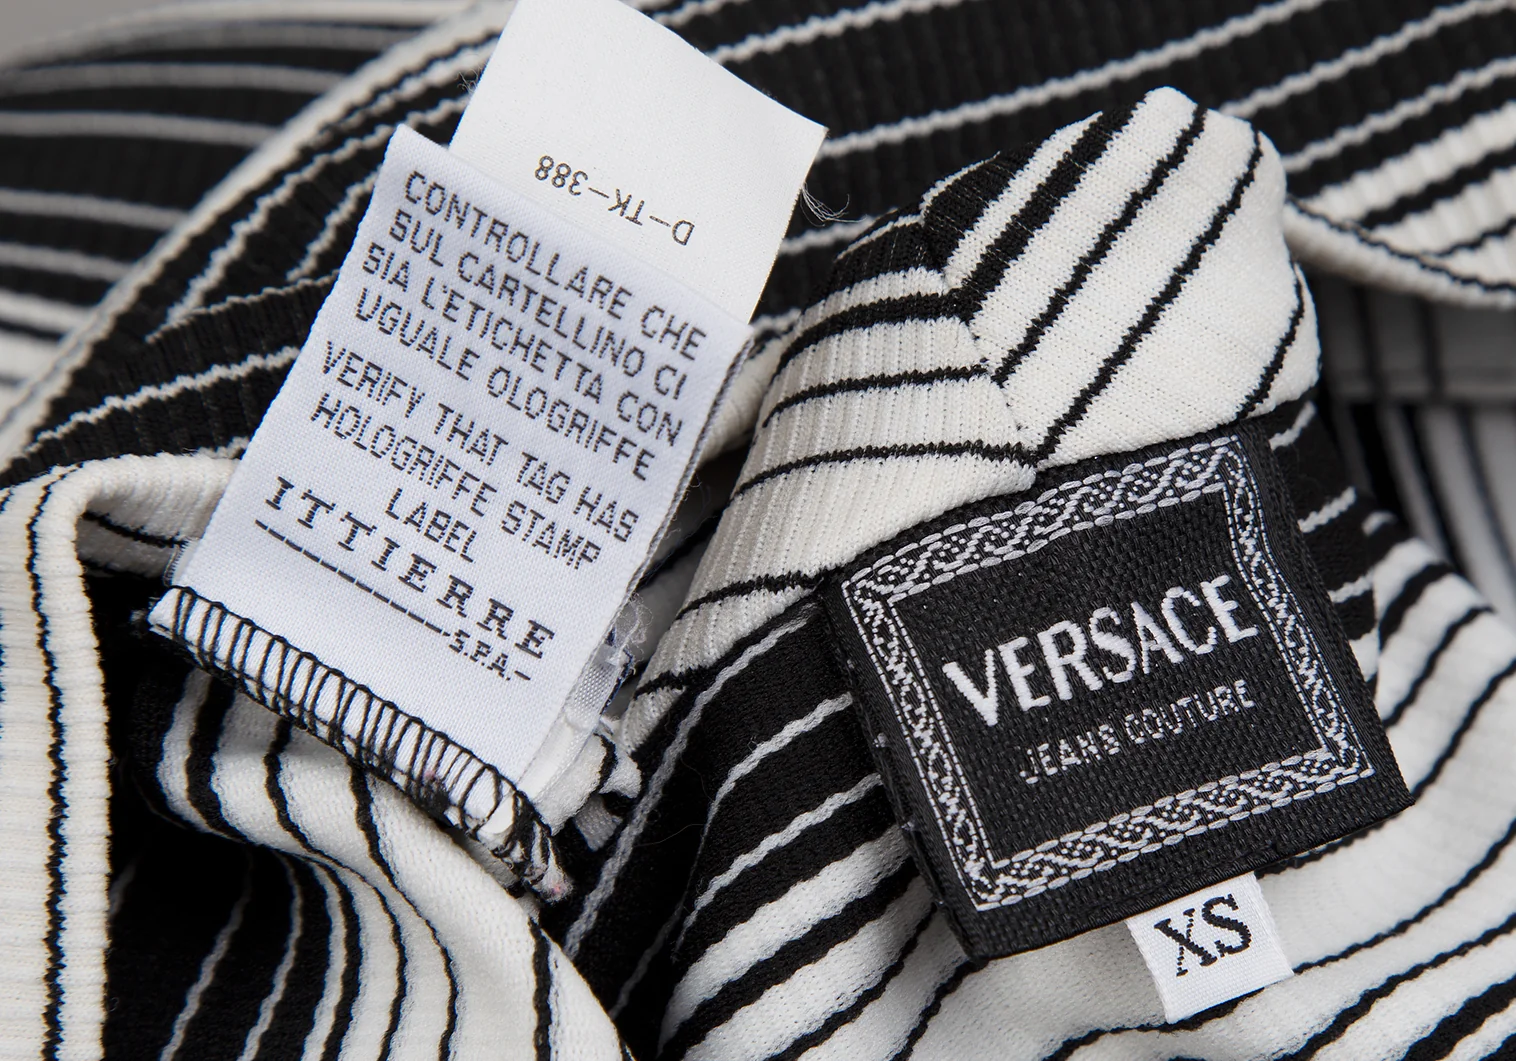 D-TK-388
CONTROLLARE CHE
SUL CARTELLINO CI
SIA L'ETICHETTA CON
UGUALE OLOGRIFFE
VERIFY THAT TAG HAS
HOLOGRIFFE STAMP
LABEL
ITTIERRE
S.P.A.-
VERSACE
JEANS COUTURE
XS